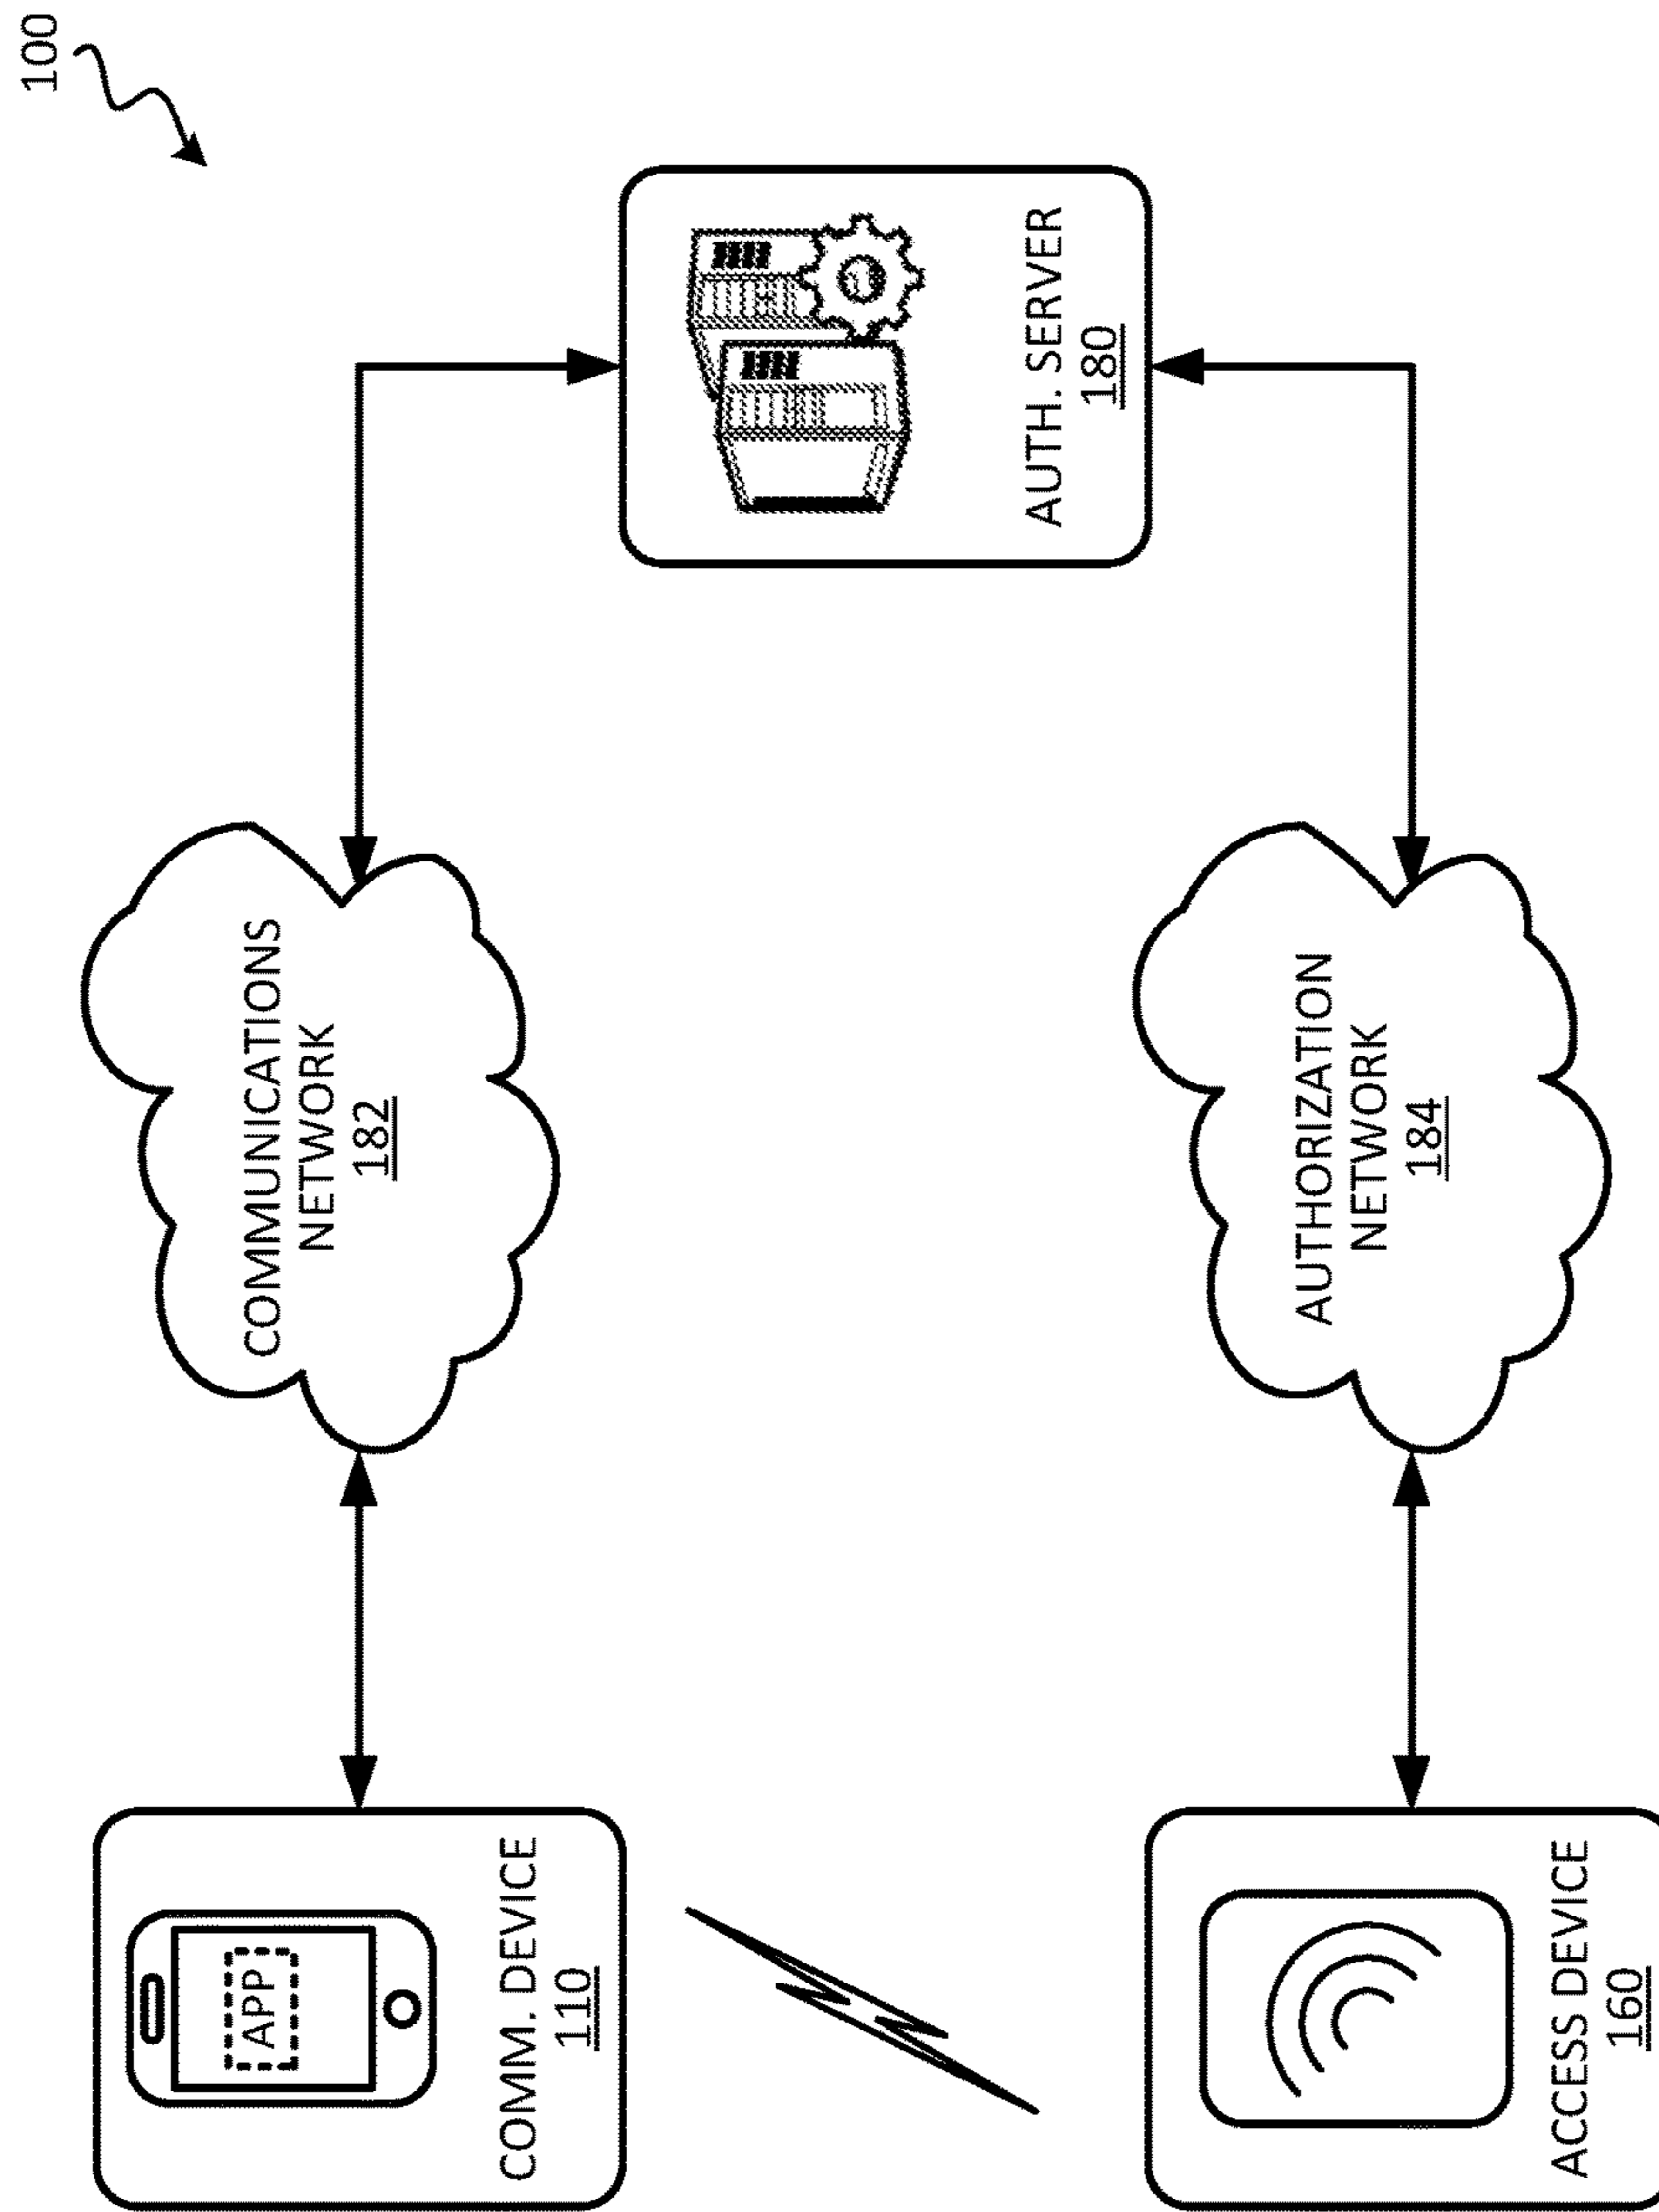 100
APP
COMM. DEVICE
110
COMMUNICATIONS
NETWORK
182
AUTH. SERVER
180
ACCESS DEVICE
160
AUTHORIZATION
NETWORK
184